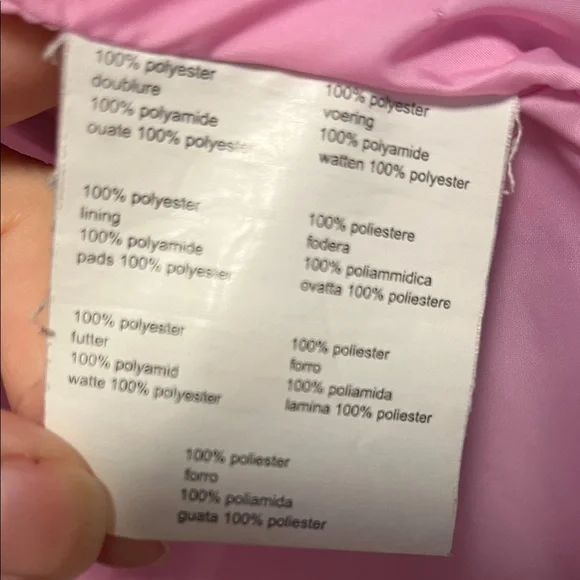 100% polyester
doublure
100% polyamide
ouate 100% polyester
100% polyester
voering
100% polyamide
watten 100% polyester
100% polyester
lining
100% polyamide
pads 100% polyester
100% poliestere
fodera
100% poliammidica
ovatta 100% poliestere
100% polyester
futter
100% polyamid
watte 100% polyester
100% poliester
forro
100% poliamida
lamina 100% poliester
100% poliester
forro
100% poliamida
guata 100% poliester